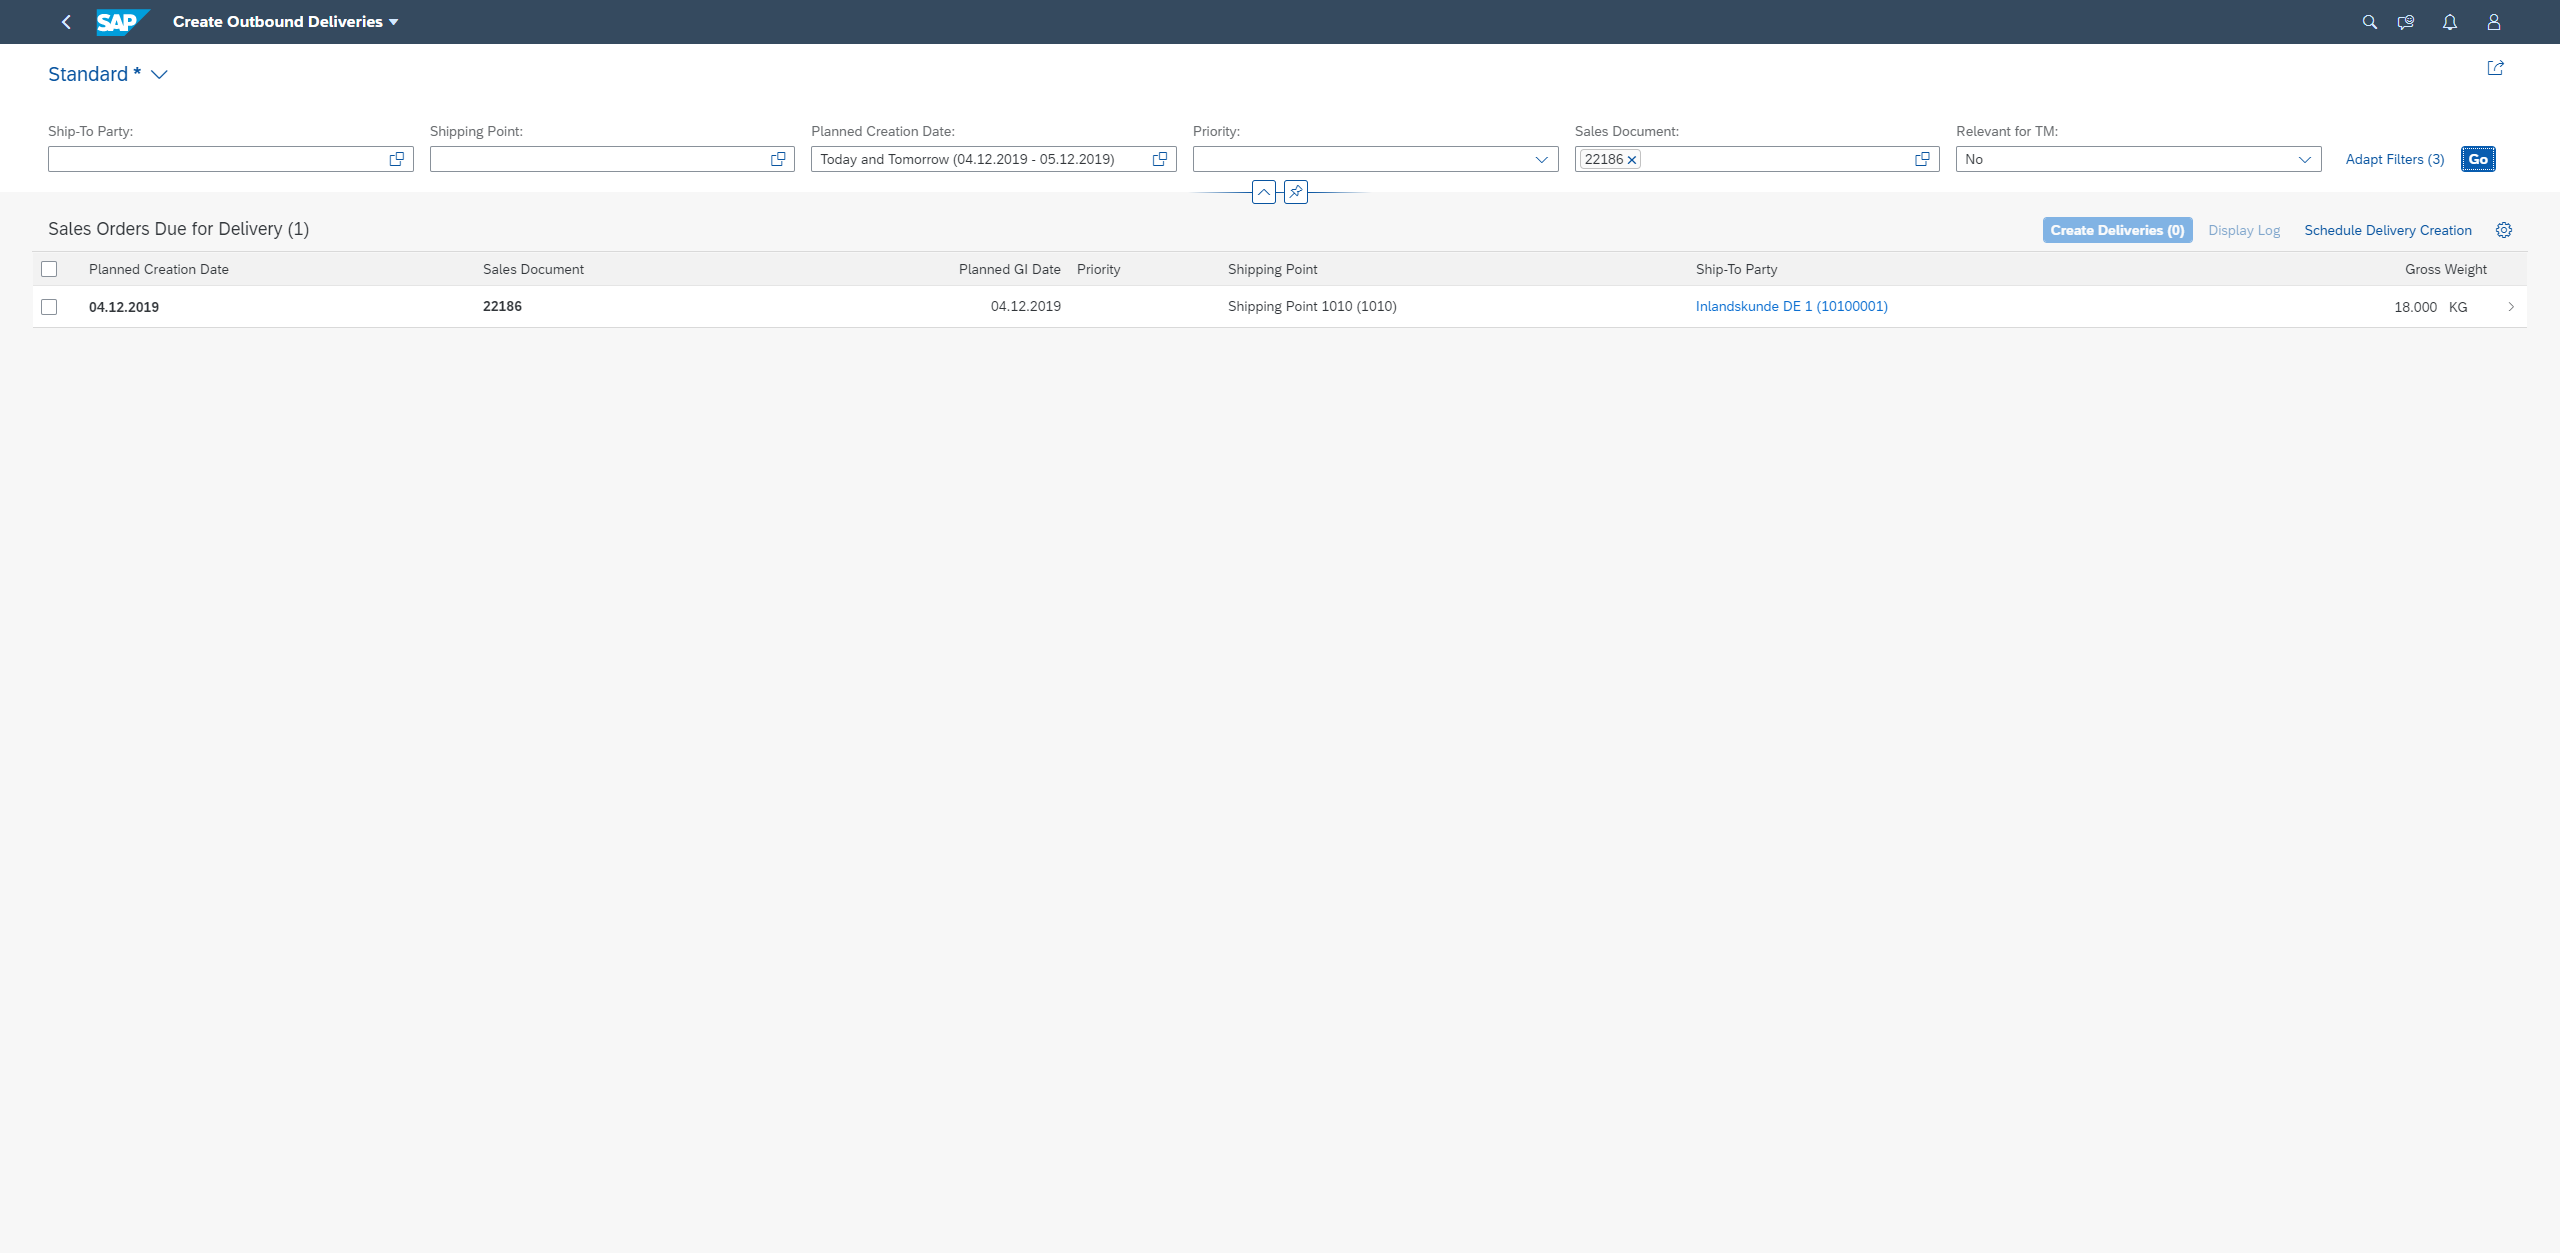 SAP Create Outbound Deliveries
Standard *
Ship-To Party: Shipping Point: Planned Creation Date: Priority: Sales Document: Relevant for TM:
Today and Tomorrow (04.12.2019 - 05.12.2019) 22186 No Adapt Filters (3) Go
Sales Orders Due for Delivery (1) Create Deliveries (0) Display Log Schedule Delivery Creation
Planned Creation Date Sales Document Planned GI Date Priority Shipping Point Ship-To Party Gross Weight
04.12.2019 22186 04.12.2019 Shipping Point 1010 (1010) Inlandskunde DE 1 (10100001) 18.000 KG